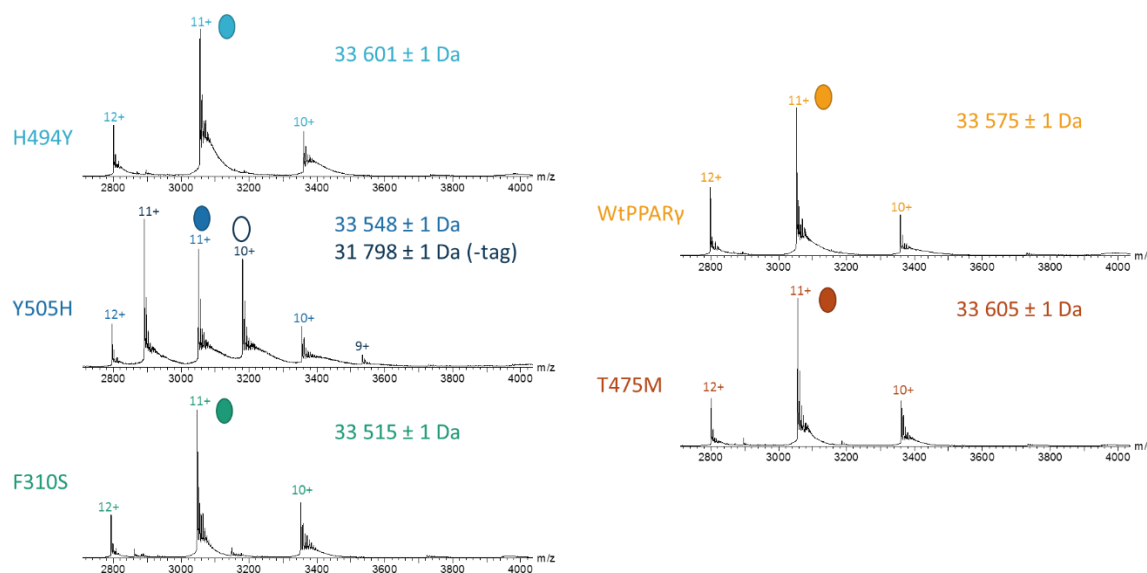 11+
33 601 ± 1 Da
12+
10+
H494Y
2800 3000 3200 3400 3600 3800 4000 m/z
11+
33 548 ± 1 Da
31 798 ± 1 Da (-tag)
11+
10+
Y505H
12+
10+
9+
2800 3000 3200 3400 3600 3800 4000 m/z
11+
33 515 ± 1 Da
F310S
12+
10+
2800 3000 3200 3400 3600 3800 4000 m/z
11+
33 575 ± 1 Da
12+
WtPPARγ
10+
2800 3000 3200 3400 3600 3800 4000 m/z
11+
33 605 ± 1 Da
T475M
12+
10+
2800 3000 3200 3400 3600 3800 4000 m/z